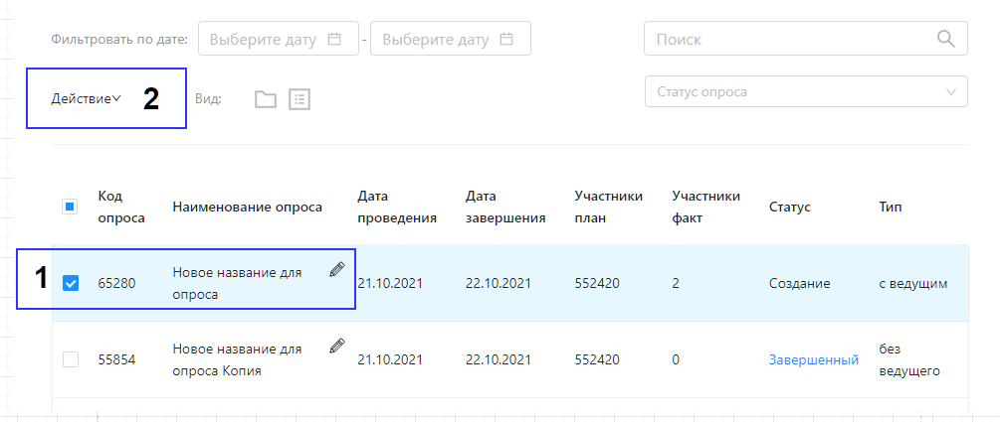 Фильтровать по дате: Выберите дату - Выберите дату Поиск
Действие 2 Вид: Статус опроса
Код опроса Наименование опроса Дата проведения Дата завершения Участники план Участники факт Статус Тип
1 65280 Новое название для опроса 21.10.2021 22.10.2021 552420 2 Создание с ведущим
55854 Новое название для опроса Копия 21.10.2021 22.10.2021 552420 0 Завершенный без ведущего